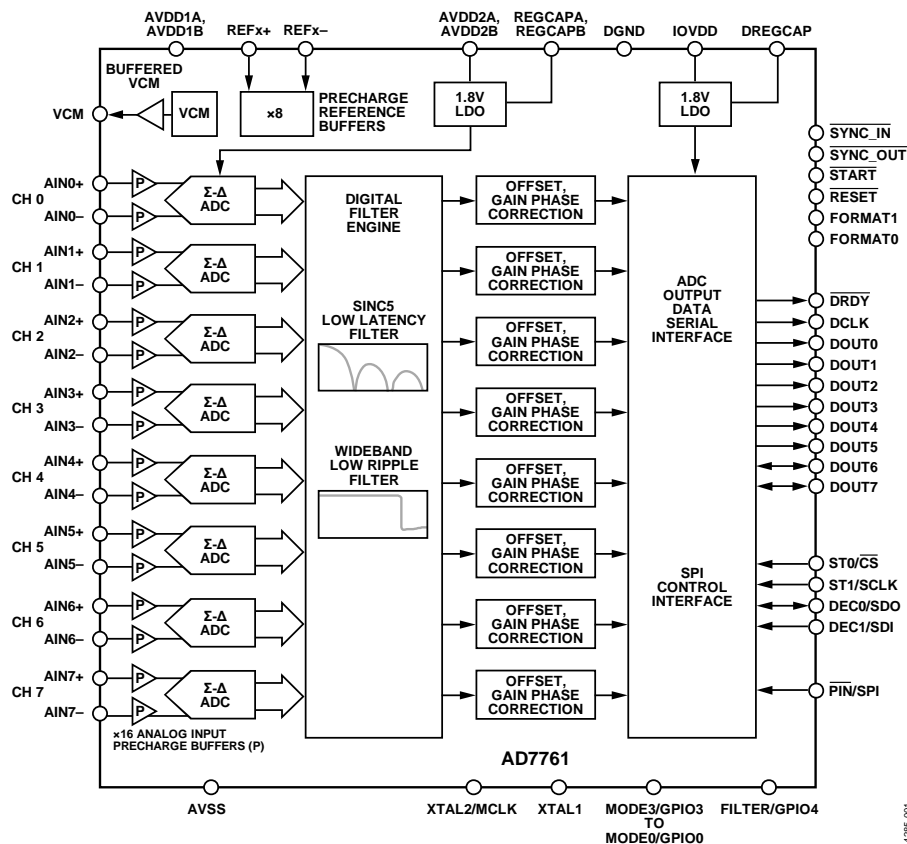 AVDD1A,
AVDD1B
REFx+
REFx–
AVDD2A,
AVDD2B
REGCAPA,
REGCAPB
DGND
IOVDD
DREGCAP
BUFFERED
VCM
VCM
VCM
×8
PRECHARGE
REFERENCE
BUFFERS
1.8V
LDO
1.8V
LDO
SYNC_IN
SYNC_OUT
START
RESET
FORMAT1
FORMAT0
CH 0
AIN0+
AIN0–
P
P
Σ-Δ
ADC
CH 1
AIN1+
AIN1–
P
P
Σ-Δ
ADC
CH 2
AIN2+
AIN2–
P
P
Σ-Δ
ADC
CH 3
AIN3+
AIN3–
P
P
Σ-Δ
ADC
CH 4
AIN4+
AIN4–
P
P
Σ-Δ
ADC
CH 5
AIN5+
AIN5–
P
P
Σ-Δ
ADC
CH 6
AIN6+
AIN6–
P
P
Σ-Δ
ADC
CH 7
AIN7+
AIN7–
P
P
Σ-Δ
ADC
×16 ANALOG INPUT
PRECHARGE BUFFERS (P)
DIGITAL
FILTER
ENGINE
SINC5
LOW LATENCY
FILTER
WIDEBAND
LOW RIPPLE
FILTER
OFFSET,
GAIN PHASE
CORRECTION
OFFSET,
GAIN PHASE
CORRECTION
OFFSET,
GAIN PHASE
CORRECTION
OFFSET,
GAIN PHASE
CORRECTION
OFFSET,
GAIN PHASE
CORRECTION
OFFSET,
GAIN PHASE
CORRECTION
OFFSET,
GAIN PHASE
CORRECTION
OFFSET,
GAIN PHASE
CORRECTION
ADC
OUTPUT
DATA
SERIAL
INTERFACE
SPI
CONTROL
INTERFACE
DRDY
DCLK
DOUT0
DOUT1
DOUT2
DOUT3
DOUT4
DOUT5
DOUT6
DOUT7
ST0/CS
ST1/SCLK
DEC0/SDO
DEC1/SDI
PIN/SPI
AD7761
AVSS
XTAL2/MCLK
XTAL1
MODE3/GPIO3
TO
MODE0/GPIO0
FILTER/GPIO4